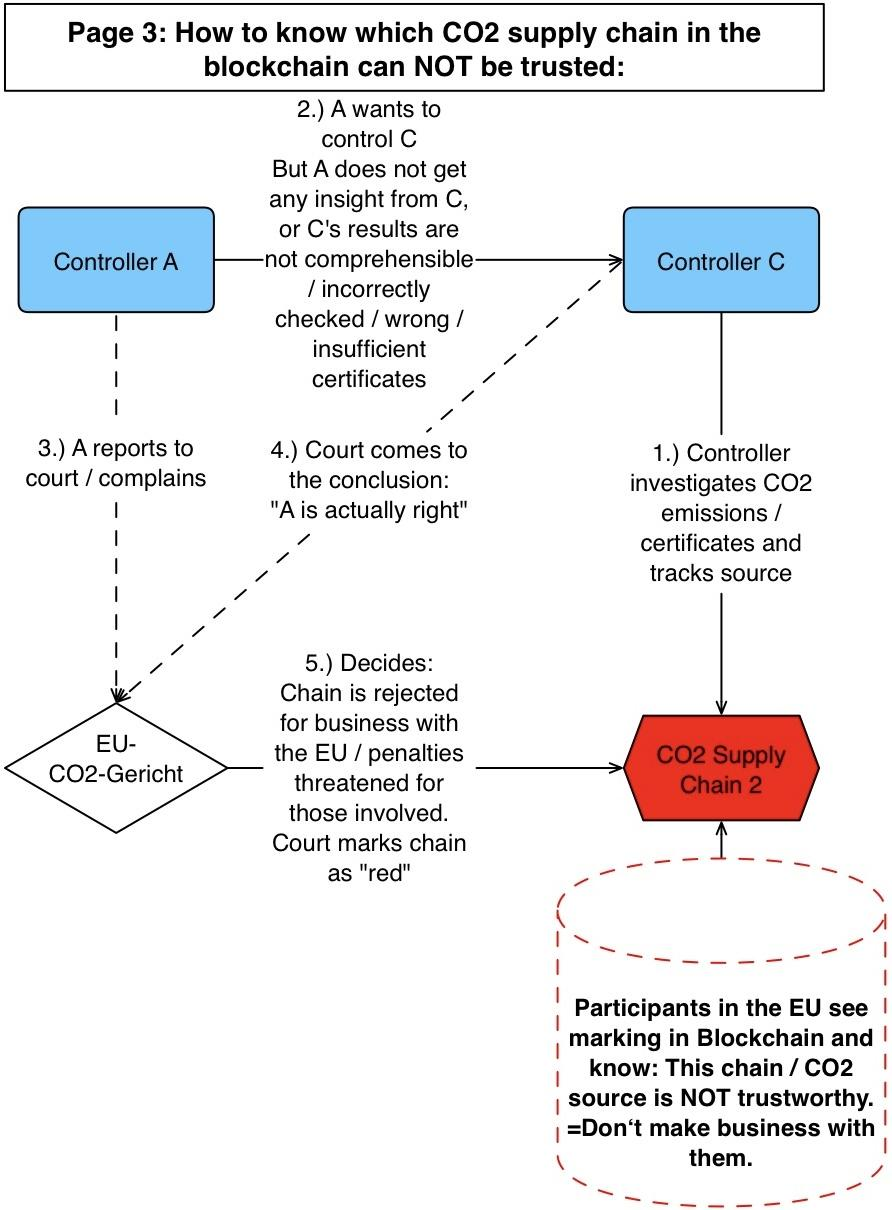 Page 3: How to know which CO2 supply chain in the
blockchain can NOT be trusted:
2.) A wants to
control C
But A does not get
any insight from C,
or C's results are
not comprehensible
/ incorrectly
checked / wrong /
insufficient
certificates
Controller A
Controller C
3.) A reports to
court / complains
4.) Court comes to
the conclusion:
"A is actually right"
1.) Controller
investigates CO2
emissions /
certificates and
tracks source
EU-
CO2-Gericht
5.) Decides:
Chain is rejected
for business with
the EU / penalties
threatened for
those involved.
Court marks chain
as "red"
CO2 Supply
Chain 2
Participants in the EU see
marking in Blockchain and
know: This chain / CO2
source is NOT trustworthy.
=Don‘t make business with
them.